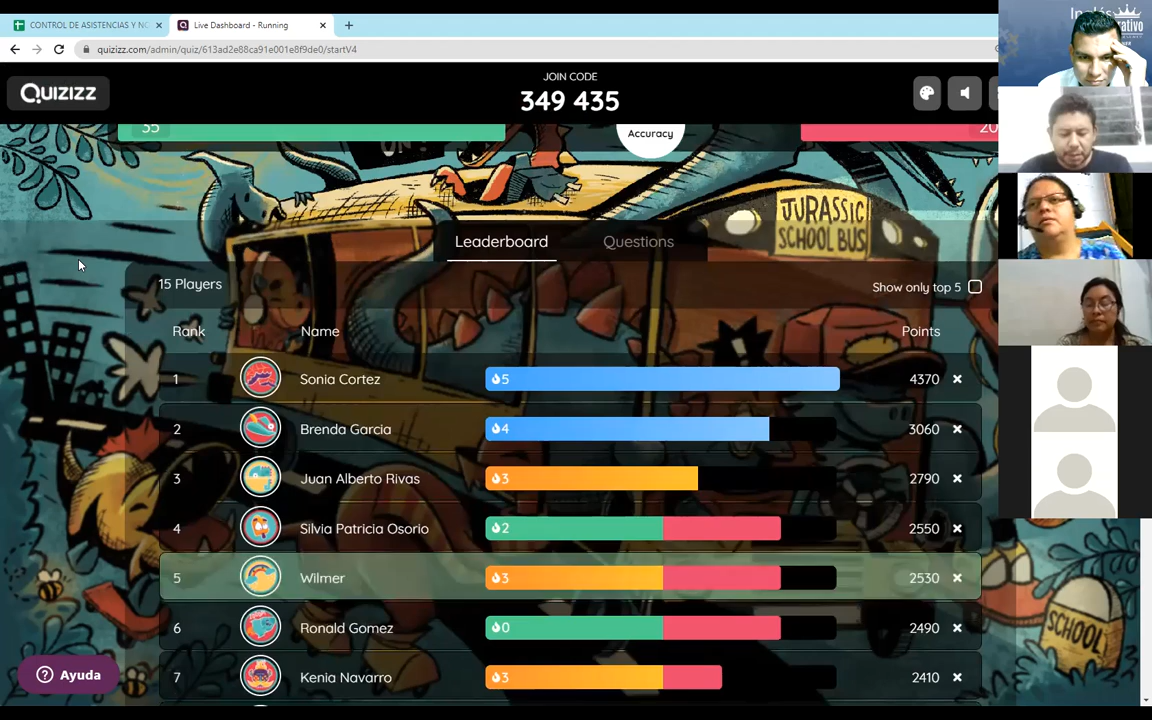 CONTROL DE ASISTENCIAS Y NO
Live Dashboard - Running
quizizz.com/admin/quiz/613ad2e88ca91e001e8f9de0/startV4
Quizizz
JOIN CODE
349 435
35
Accuracy
20
JURASSIC
SCHOOL BUS
Leaderboard
Questions
15 Players
Show only top 5
Rank
Name
Points
1 Sonia Cortez 5 4370
2 Brenda Garcia 4 3060
3 Juan Alberto Rivas 3 2790
4 Silvia Patricia Osorio 2 2550
5 Wilmer 3 2530
6 Ronald Gomez 0 2490
7 Kenia Navarro 3 2410
SCHOOL
Ayuda